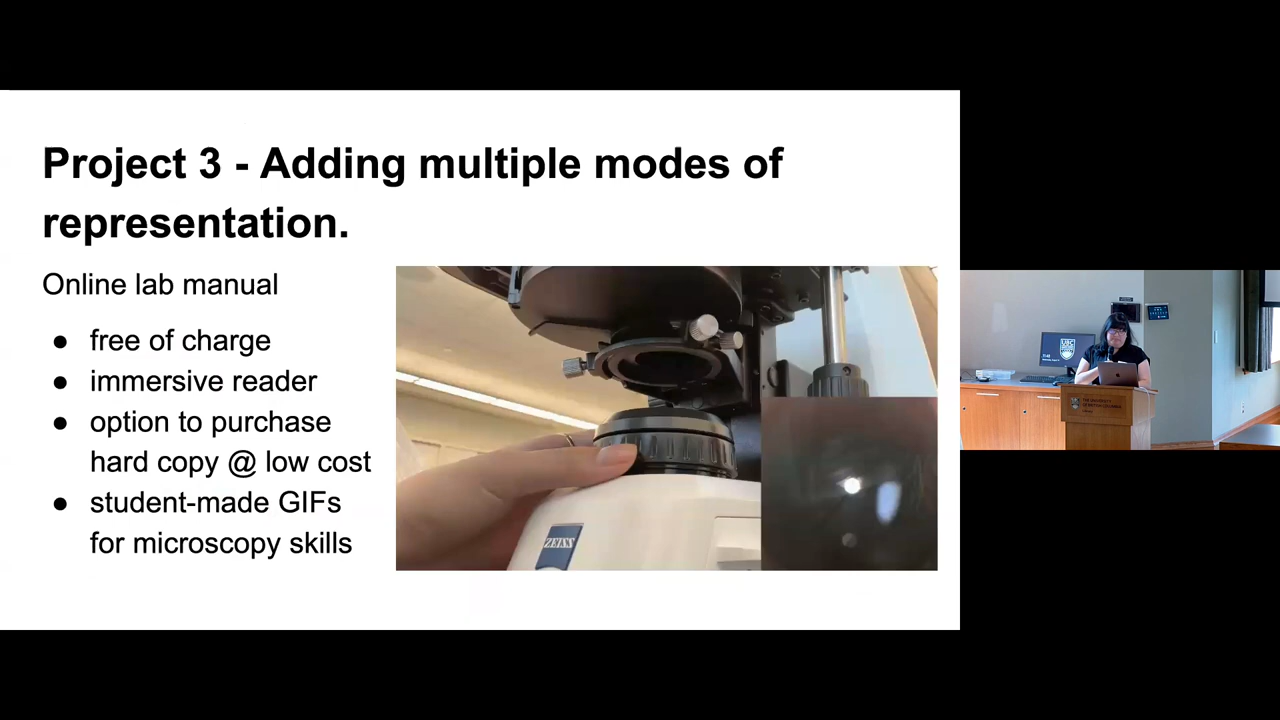 Project 3 - Adding multiple modes of
representation.
Online lab manual
● free of charge
● immersive reader
● option to purchase
hard copy @ low cost
● student-made GIFs
for microscopy skills
ZEISS
UBC